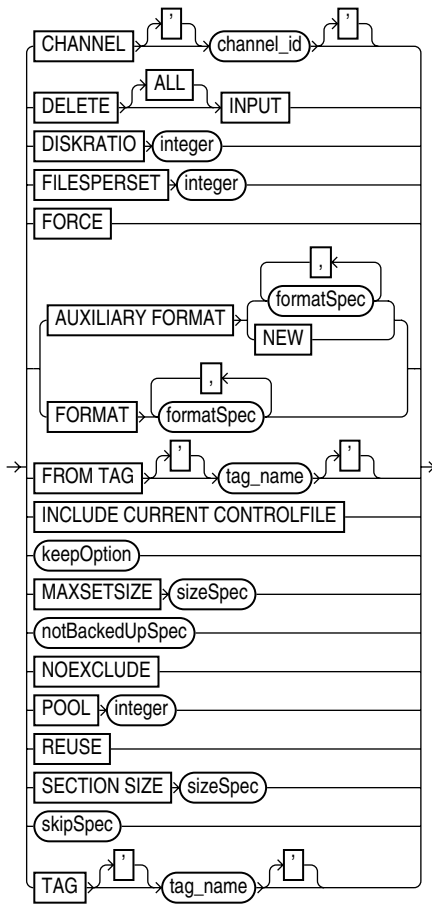 ' '
CHANNEL channel_id
ALL
DELETE INPUT
DISKRATIO integer
FILESPERSET integer
FORCE
,
formatSpec
AUXILIARY FORMAT
NEW
,
FORMAT formatSpec
' '
FROM TAG tag_name
INCLUDE CURRENT CONTROLFILE
keepOption
MAXSETSIZE sizeSpec
notBackedUpSpec
NOEXCLUDE
POOL integer
REUSE
SECTION SIZE sizeSpec
skipSpec
' '
TAG tag_name